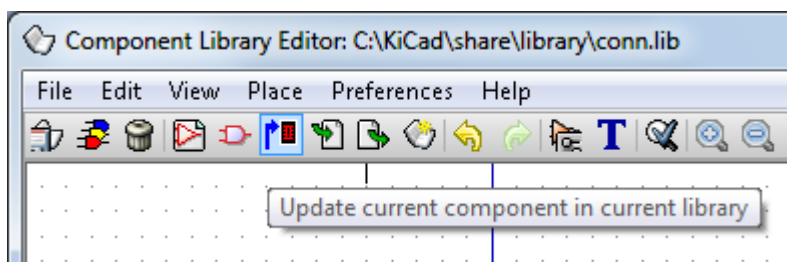 Component Library Editor: C:\KiCad\share\library\conn.lib
File Edit View Place Preferences Help
T
Update current component in current library